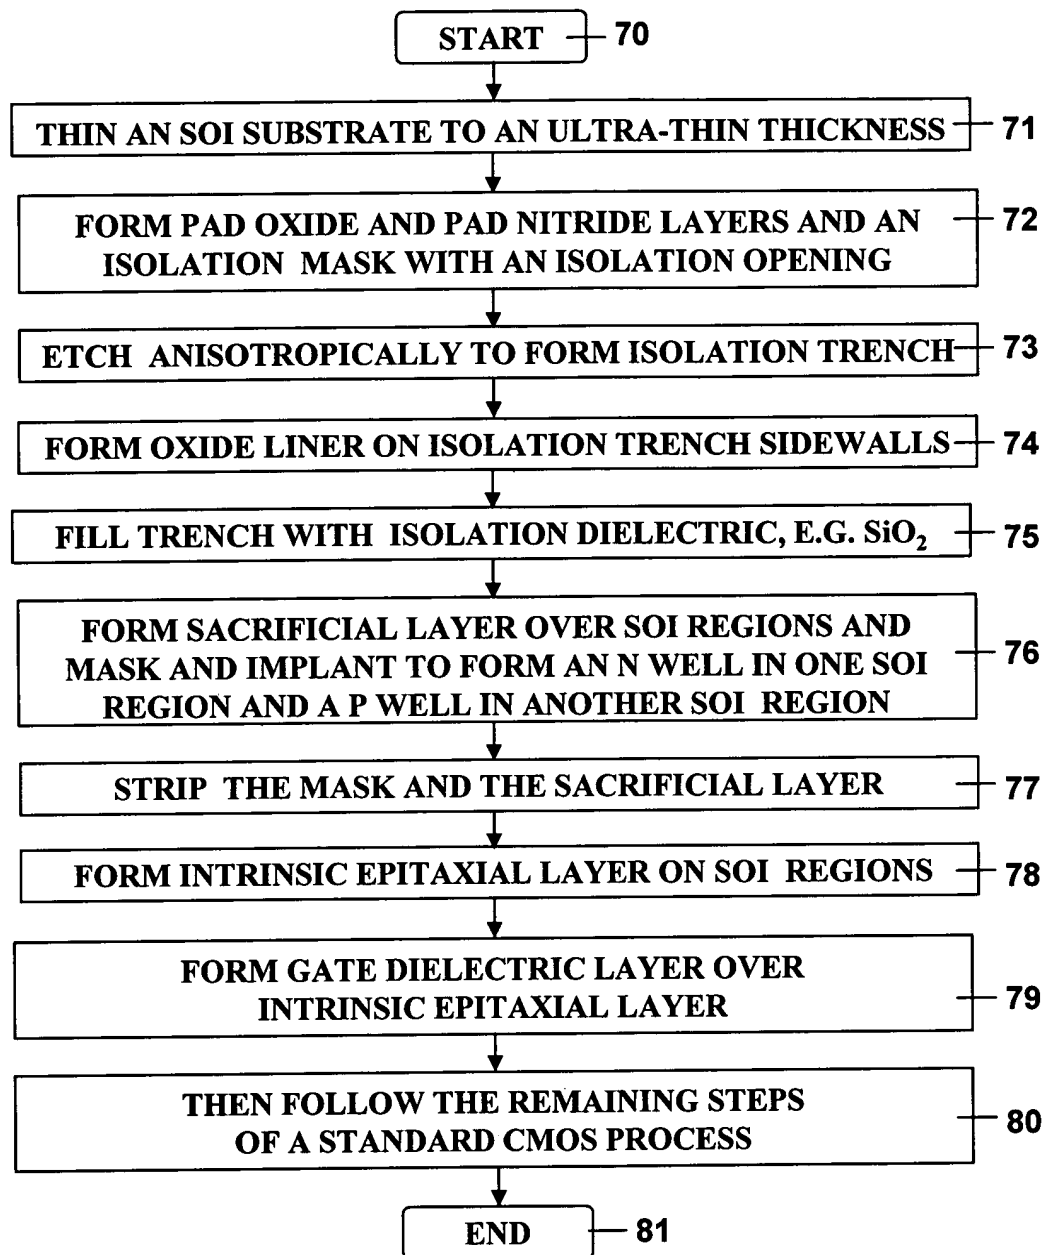 START 70
THIN AN SOI SUBSTRATE TO AN ULTRA-THIN THICKNESS 71
FORM PAD OXIDE AND PAD NITRIDE LAYERS AND AN 72
ISOLATION MASK WITH AN ISOLATION OPENING
ETCH ANISOTROPICALLY TO FORM ISOLATION TRENCH 73
FORM OXIDE LINER ON ISOLATION TRENCH SIDEWALLS 74
FILL TRENCH WITH ISOLATION DIELECTRIC, E.G. SiO₂ 75
FORM SACRIFICIAL LAYER OVER SOI REGIONS AND
MASK AND IMPLANT TO FORM AN N WELL IN ONE SOI 76
REGION AND A P WELL IN ANOTHER SOI REGION
STRIP THE MASK AND THE SACRIFICIAL LAYER 77
FORM INTRINSIC EPITAXIAL LAYER ON SOI REGIONS 78
FORM GATE DIELECTRIC LAYER OVER
INTRINSIC EPITAXIAL LAYER 79
THEN FOLLOW THE REMAINING STEPS
OF A STANDARD CMOS PROCESS 80
END 81